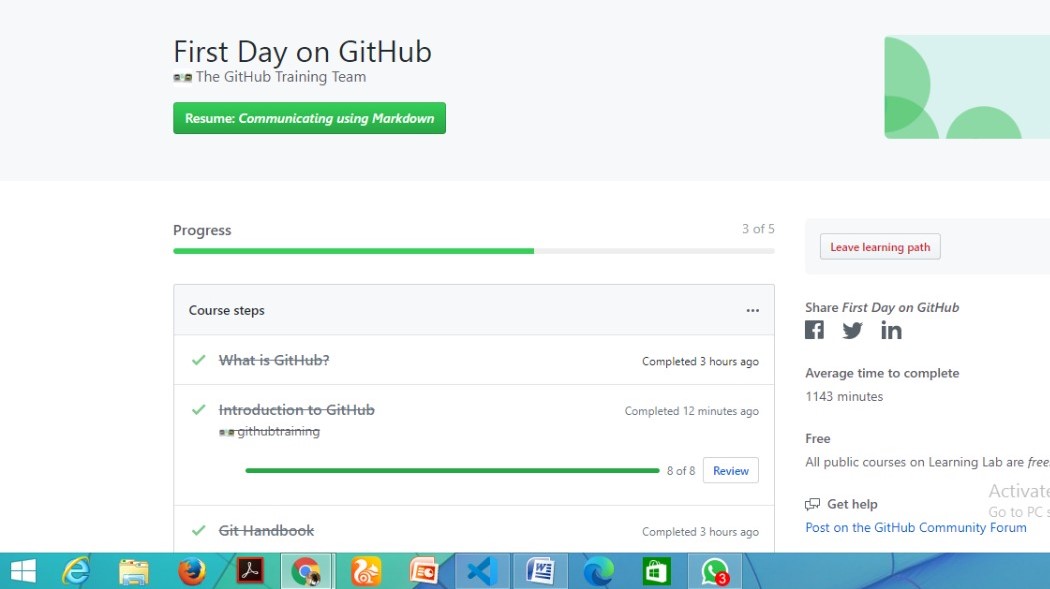 First Day on GitHub
The GitHub Training Team
Resume: Communicating using Markdown
Progress
3 of 5
Course steps
What is GitHub?
Completed 3 hours ago
Introduction to GitHub
Completed 12 minutes ago
githubtraining
8 of 8
Review
Git Handbook
Completed 3 hours ago
Leave learning path
Share First Day on GitHub
Average time to complete
1143 minutes
Free
All public courses on Learning Lab are free
Activate
Get help
Go to PC s
Post on the GitHub Community Forum
3